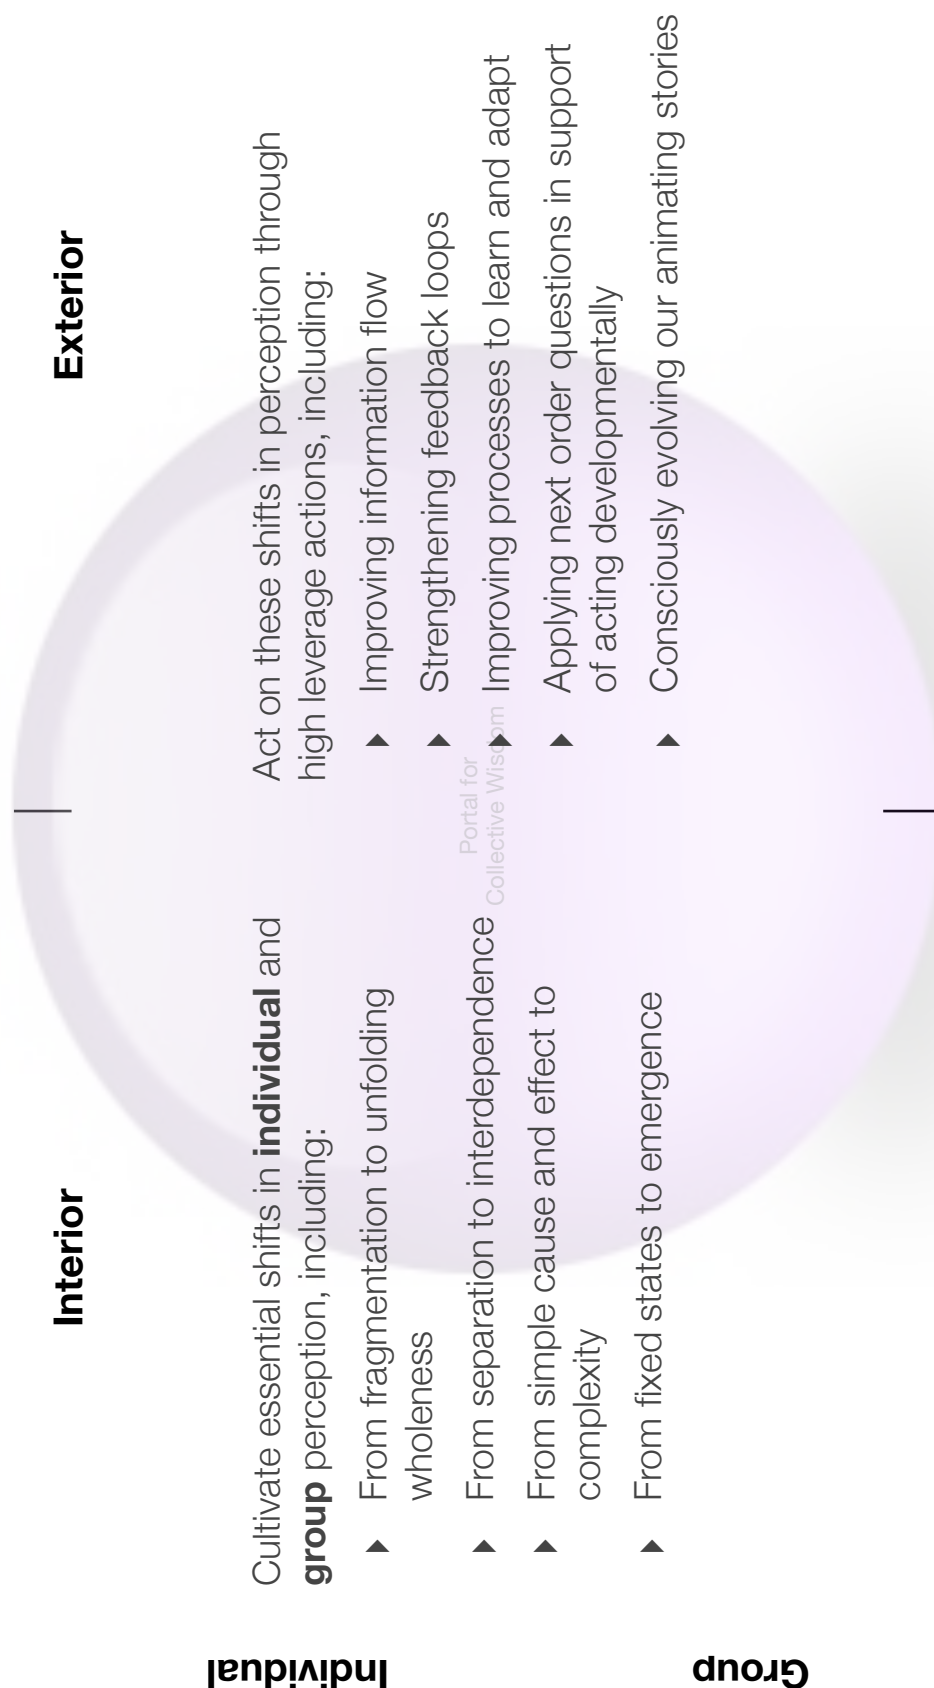 Interior
Exterior
Individual
Group
Cultivate essential shifts in individual and
group perception, including:
From fragmentation to unfolding
wholeness
From separation to interdependence
From simple cause and effect to
complexity
From fixed states to emergence
Portal for
Collective Wisdom
Act on these shifts in perception through
high leverage actions, including:
Improving information flow
Strengthening feedback loops
Improving processes to learn and adapt
Applying next order questions in support
of acting developmentally
Consciously evolving our animating stories